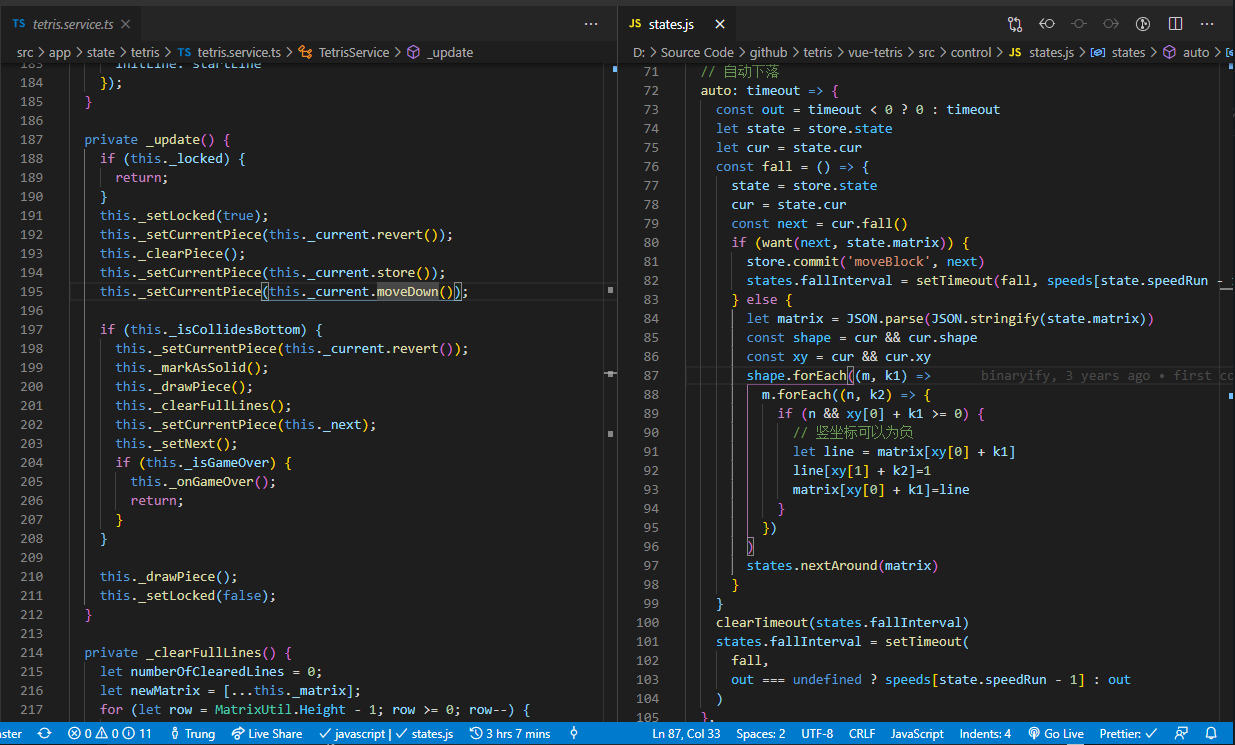 TS tetris.service.ts
src > app > state > tetris > TS tetris.service.ts > TetrisService > _update
183 initLine: startLine
184 });
185 }
186
187 private _update() {
188 if (this._locked) {
189 return;
190 }
191 this._setLocked(true);
192 this._setCurrentPiece(this._current.revert());
193 this._clearPiece();
194 this._setCurrentPiece(this._current.store());
195 this._setCurrentPiece(this._current.moveDown());
196
197 if (this._isCollidesBottom) {
198 this._setCurrentPiece(this._current.revert());
199 this._markAsSolid();
200 this._drawPiece();
201 this._clearFullLines();
202 this._setCurrentPiece(this._next);
203 this._setNext();
204 if (this._isGameOver) {
205 this._onGameOver();
206 return;
207 }
208 }
209
210 this._drawPiece();
211 this._setLocked(false);
212 }
213
214 private _clearFullLines() {
215 let numberOfClearedLines = 0;
216 let newMatrix = [...this._matrix];
217 for (let row = MatrixUtil.Height - 1; row >= 0; row--) {
JS states.js
D: > Source Code > github > tetris > vue-tetris > src > control > JS states.js > states > auto >
71 // 自动下落
72 auto: timeout => {
73 const out = timeout < 0 ? 0 : timeout
74 let state = store.state
75 let cur = state.cur
76 const fall = () => {
77 state = store.state
78 cur = state.cur
79 const next = cur.fall()
80 if (want(next, state.matrix)) {
81 store.commit('moveBlock', next)
82 states.fallInterval = setTimeout(fall, speeds[state.speedRun -
83 } else {
84 let matrix = JSON.parse(JSON.stringify(state.matrix))
85 const shape = cur && cur.shape
86 const xy = cur && cur.xy
87 shape.forEach((m, k1) => binaryify, 3 years ago • first co
88 m.forEach((n, k2) => {
89 if (n && xy[0] + k1 >= 0) {
90 // 竖坐标可以为负
91 let line = matrix[xy[0] + k1]
92 line[xy[1] + k2]=1
93 matrix[xy[0] + k1]=line
94 }
95 })
96 )
97 states.nextAround(matrix)
98 }
99 }
100 clearTimeout(states.fallInterval)
101 states.fallInterval = setTimeout(
102 fall,
103 out === undefined ? speeds[state.speedRun - 1] : out
104 )
105 },
ster 0 0 11 Trung Live Share javascript | states.js 3 hrs 7 mins Ln 87, Col 33 Spaces: 2 UTF-8 CRLF JavaScript Indents: 4 Go Live Prettier: